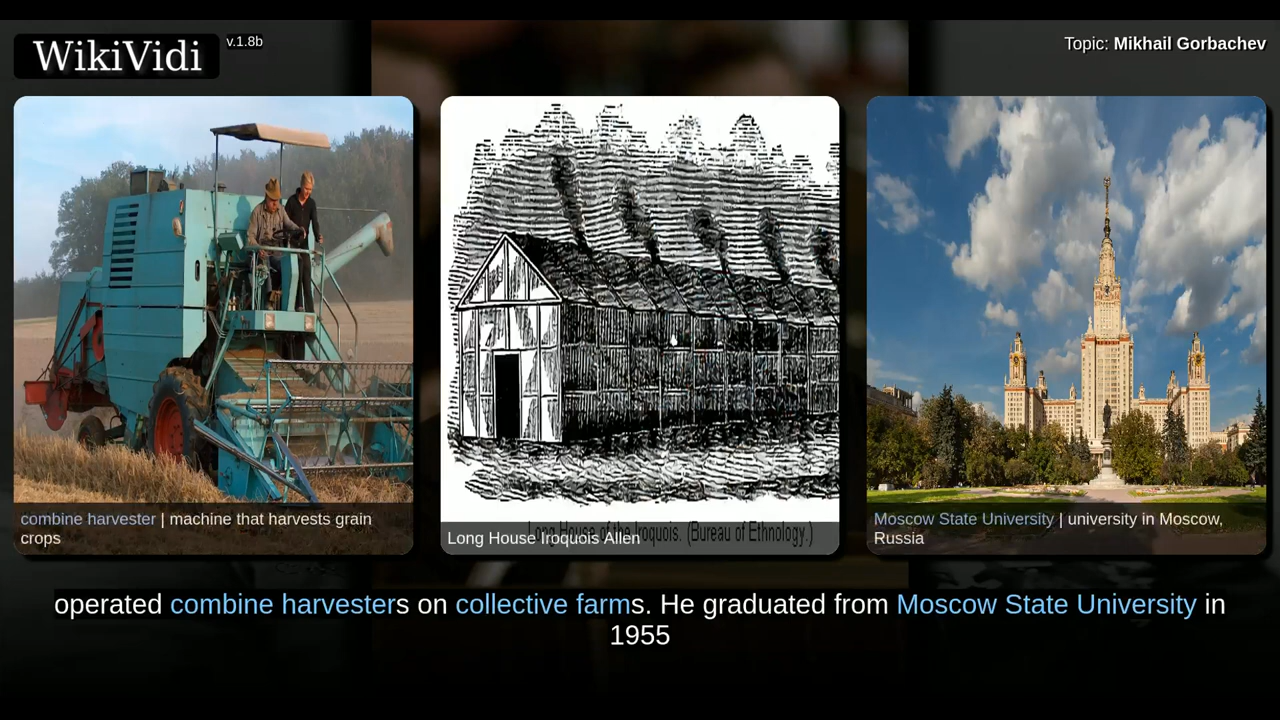 WikiVidi
v.1.8b
Topic: Mikhail Gorbachev
combine harvester | machine that harvests grain
crops
Long House of the Iroquois. (Bureau of Ethnology.)
Long House Iroquois Allen
Moscow State University | university in Moscow,
Russia
operated combine harvesters on collective farms. He graduated from Moscow State University in
1955